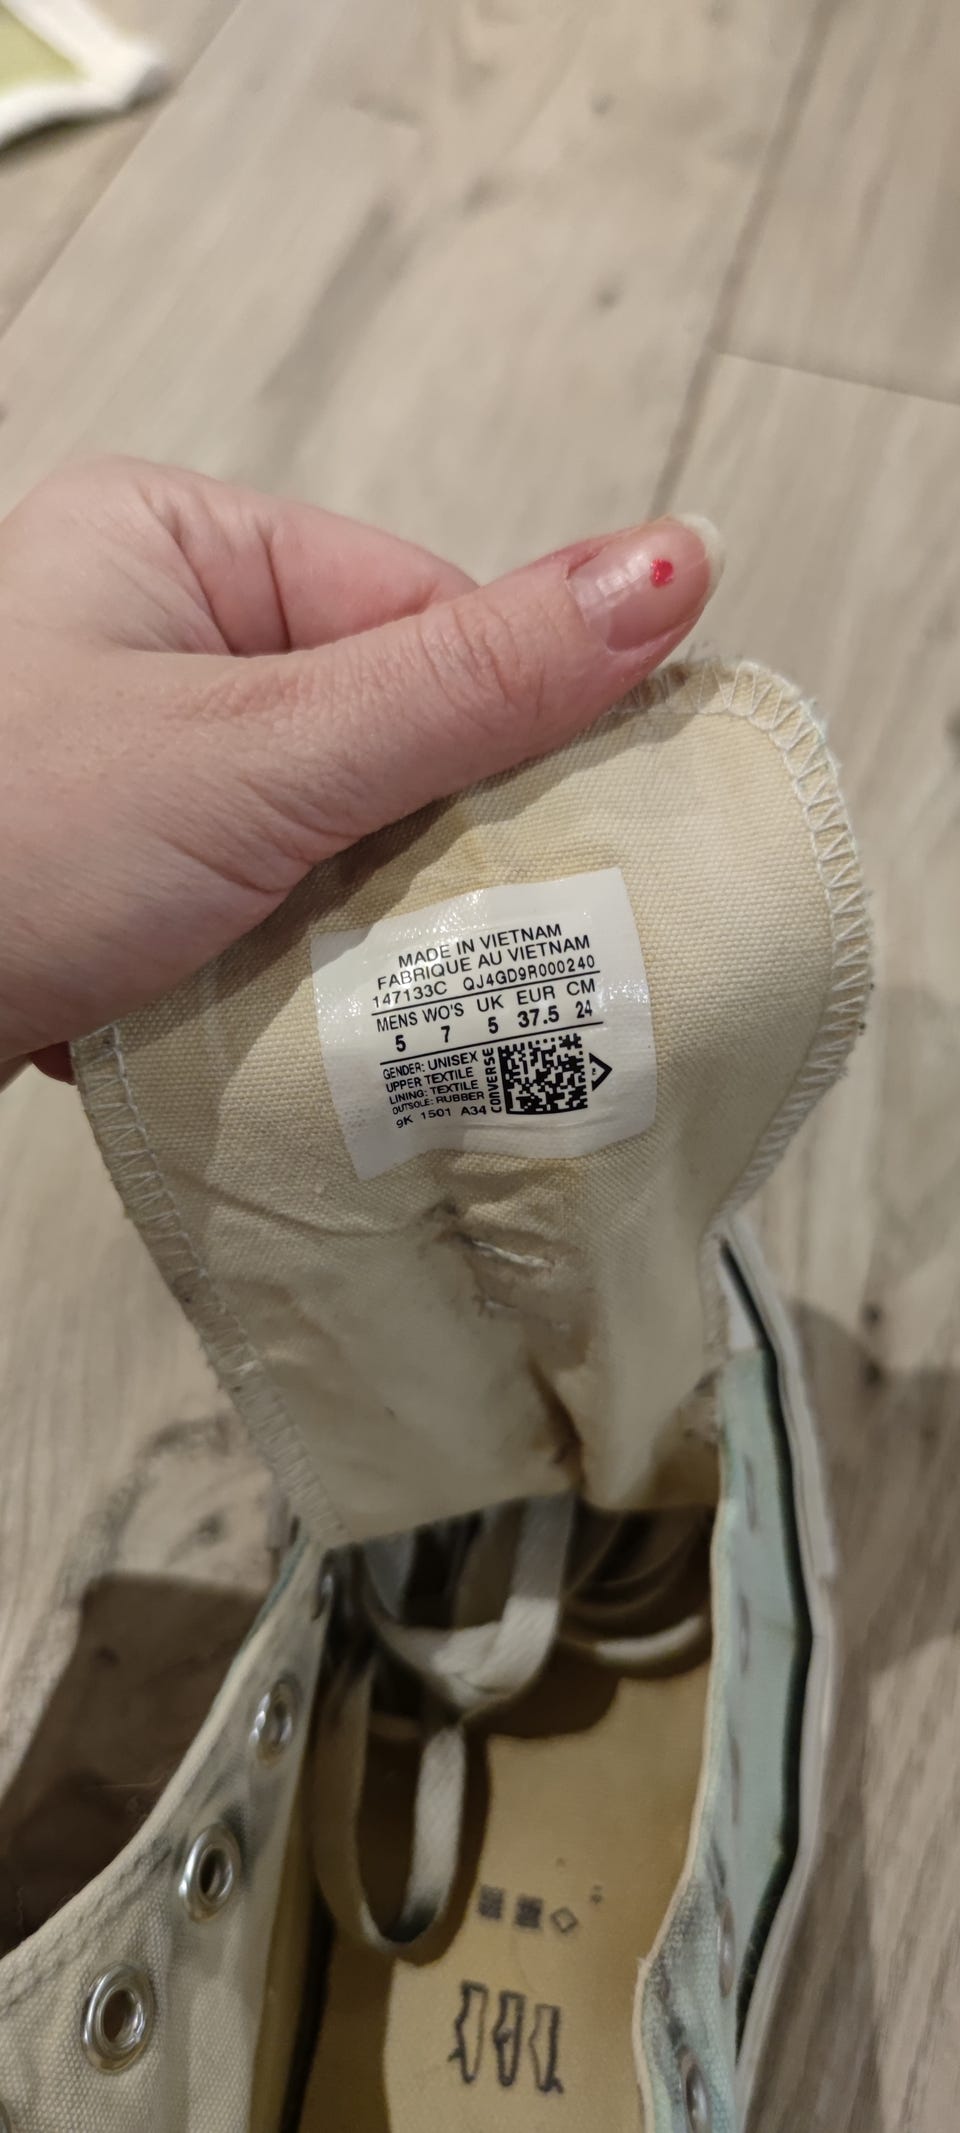 MADE IN VIETNAM
FABRIQUE AU VIETNAM
147133C QJ4GD9R000240
MENS WO'S UK EUR CM
5 7 5 37.5 24
GENDER: UNISEX
UPPER TEXTILE
LINING: TEXTILE
OUTSOLE: RUBBER
9K 1501 A34
CONVERSE